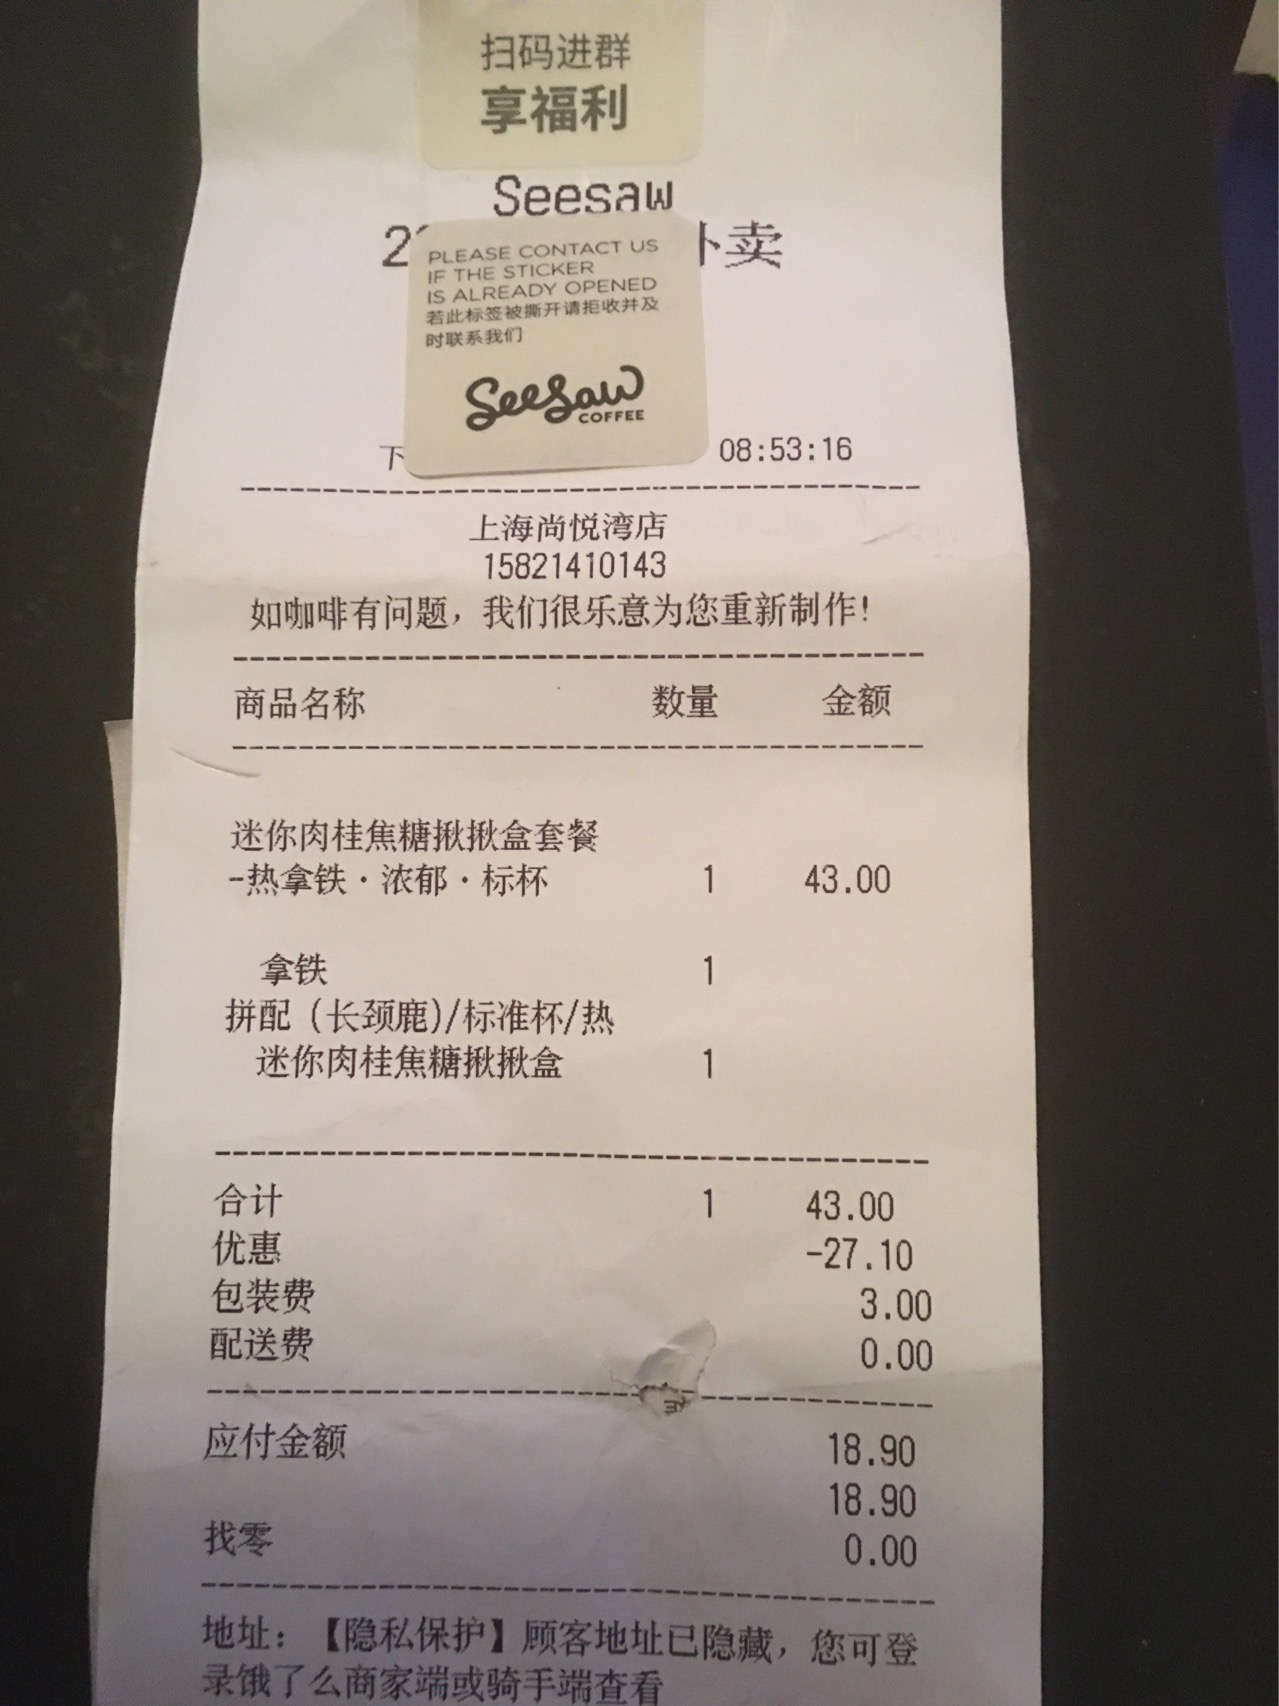 扫码进群
享福利
Seesaw
卖
PLEASE CONTACT US
IF THE STICKER
IS ALREADY OPENED
若此标签被撕开请拒收并及
时联系我们
Seesaw
COFFEE
下 08:53:16
上海尚悦湾店
15821410143
如咖啡有问题，我们很乐意为您重新制作!
商品名称 数量 金额
迷你肉桂焦糖揪揪盒套餐
-热拿铁·浓郁·标杯 1 43.00
拿铁 1
拼配（长颈鹿)/标准杯/热
迷你肉桂焦糖揪揪盒 1
合计 1 43.00
优惠 -27.10
包装费 3.00
配送费 0.00
应付金额 18.90
18.90
找零 0.00
地址：【隐私保护】顾客地址已隐藏，您可登
录饿了么商家端或骑手端查看